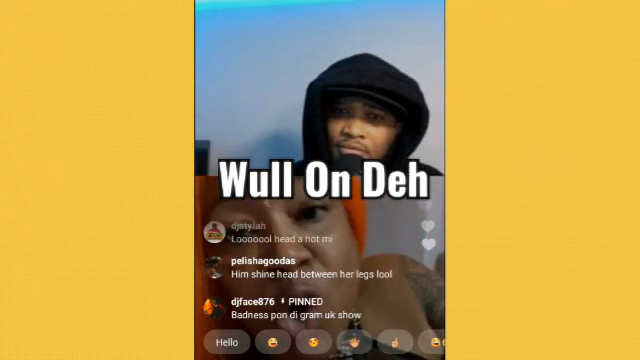 Wull On Deh
djstylah
Looooool head a hot mi
pelishagoodas
Him shine head between her legs lool
djface876 PINNED
Badness pon di gram uk show
Hello